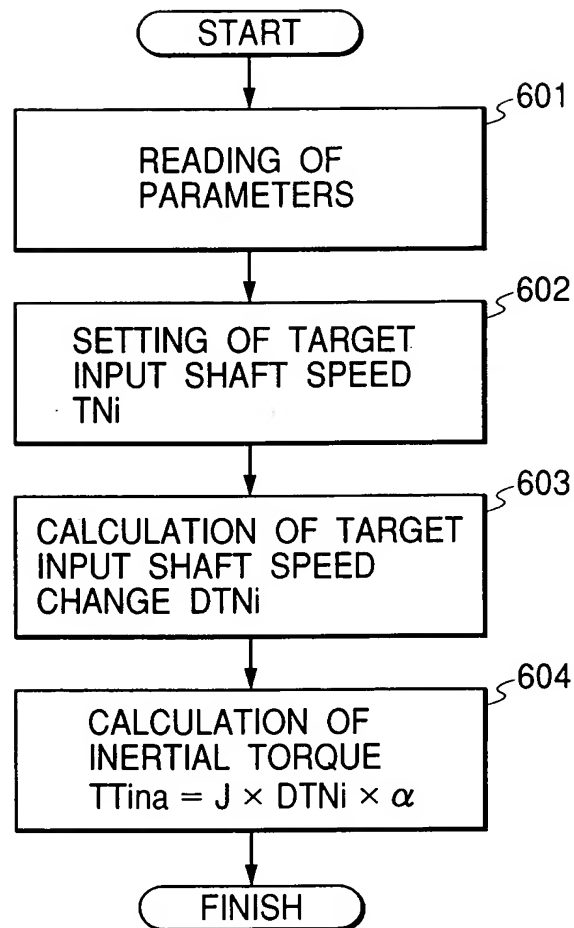 START
601
READING OF
PARAMETERS
602
SETTING OF TARGET
INPUT SHAFT SPEED
TNi
603
CALCULATION OF TARGET
INPUT SHAFT SPEED
CHANGE DTNi
604
CALCULATION OF
INERTIAL TORQUE
TTina = J × DTNi × α
FINISH